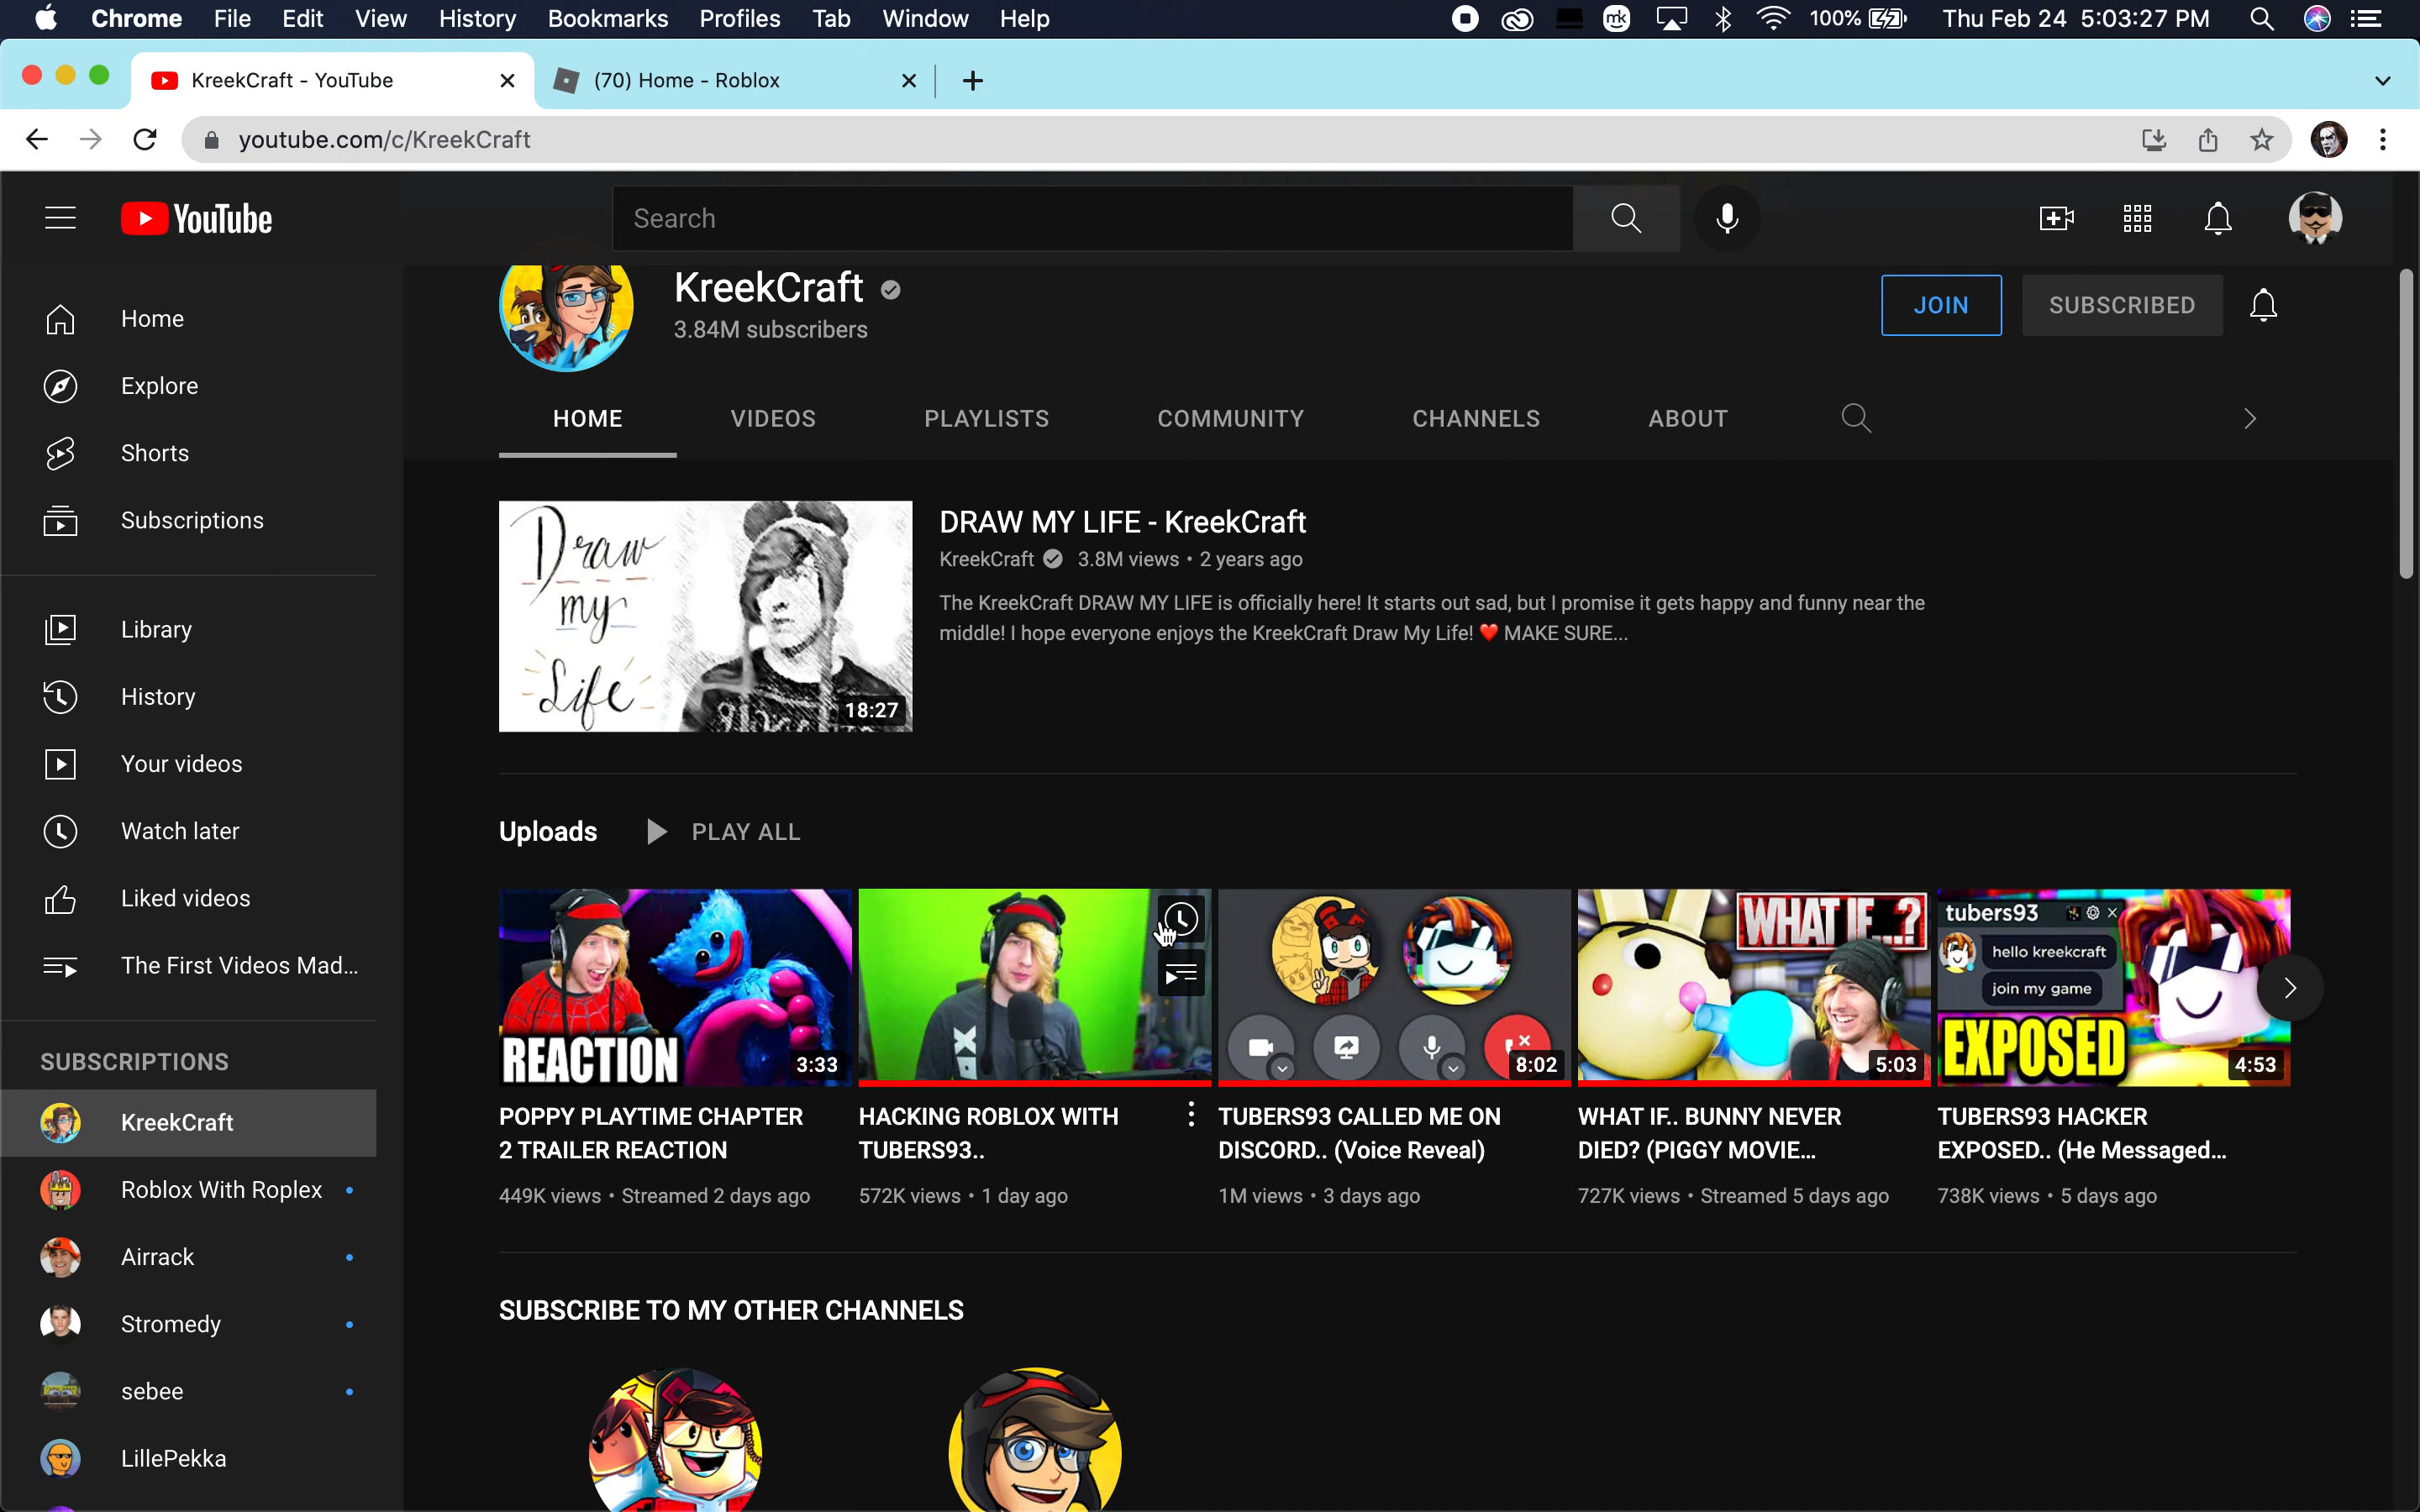 Chrome File Edit View History Bookmarks Profiles Tab Window Help
mk 100% Thu Feb 24 5:03:27 PM
KreekCraft - YouTube
(70) Home - Roblox
youtube.com/c/KreekCraft
YouTube
Search
Home
Explore
Shorts
Subscriptions
Library
History
Your videos
Watch later
Liked videos
The First Videos Mad...
SUBSCRIPTIONS
KreekCraft
Roblox With Roplex
Airrack
Stromedy
sebee
LillePekka
KreekCraft
3.84M subscribers
JOIN
SUBSCRIBED
HOME VIDEOS PLAYLISTS COMMUNITY CHANNELS ABOUT
Draw
my
Life
18:27
DRAW MY LIFE - KreekCraft
KreekCraft 3.8M views • 2 years ago
The KreekCraft DRAW MY LIFE is officially here! It starts out sad, but I promise it gets happy and funny near the
middle! I hope everyone enjoys the KreekCraft Draw My Life! ❤️ MAKE SURE...
Uploads PLAY ALL
REACTION
3:33
POPPY PLAYTIME CHAPTER
2 TRAILER REACTION
449K views • Streamed 2 days ago
HACKING ROBLOX WITH
TUBERS93..
572K views • 1 day ago
8:02
TUBERS93 CALLED ME ON
DISCORD.. (Voice Reveal)
1M views • 3 days ago
WHAT IF...?
5:03
WHAT IF.. BUNNY NEVER
DIED? (PIGGY MOVIE...
727K views • Streamed 5 days ago
tubers93
hello kreekcraft
join my game
EXPOSED
4:53
TUBERS93 HACKER
EXPOSED.. (He Messaged...
738K views • 5 days ago
SUBSCRIBE TO MY OTHER CHANNELS